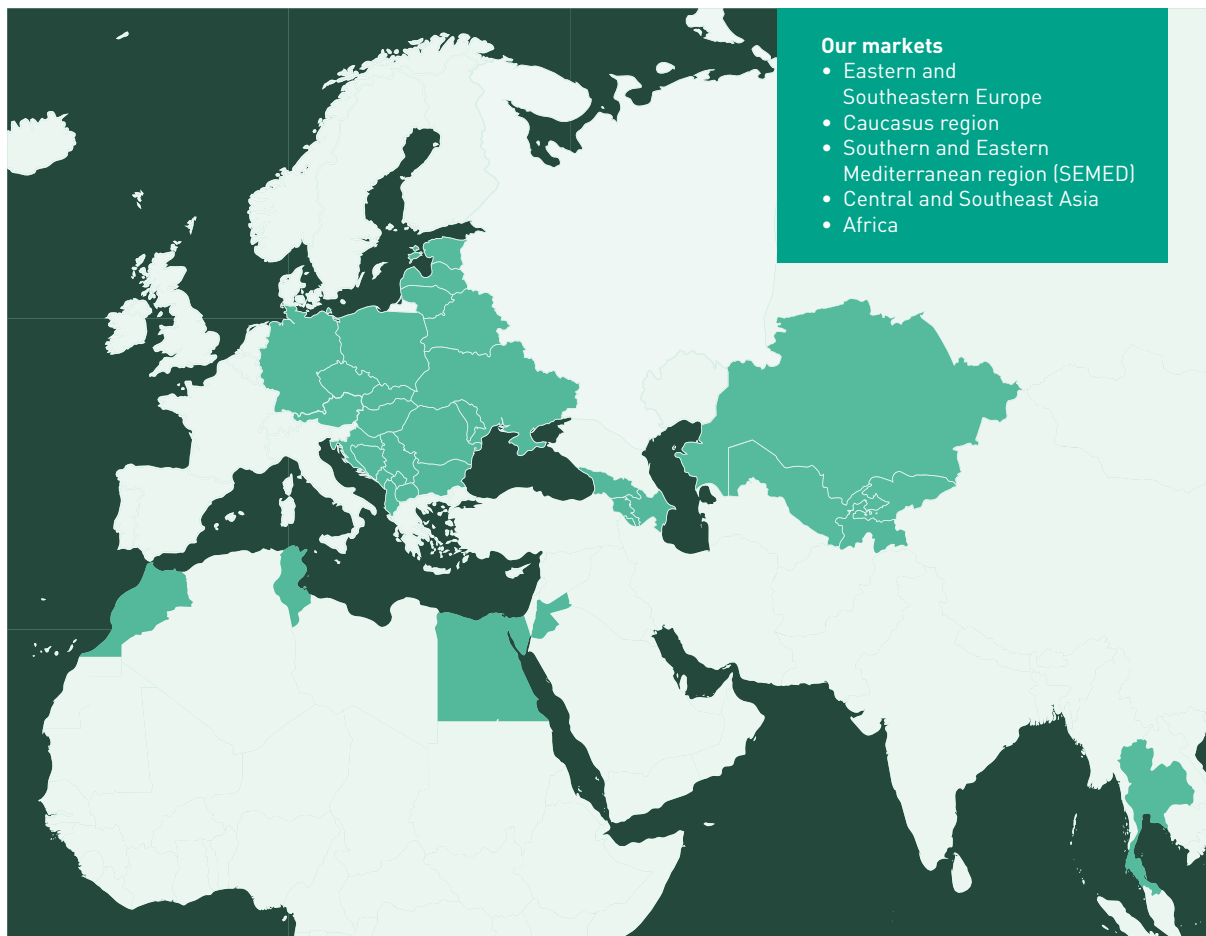 Our markets
• Eastern and
Southeastern Europe
• Caucasus region
• Southern and Eastern
Mediterranean region (SEMED)
• Central and Southeast Asia
• Africa